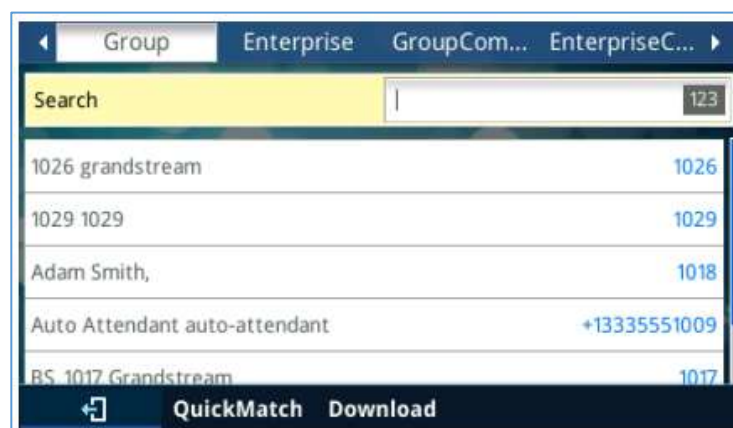 Group Enterprise GroupCom... EnterpriseC...
Search 123
1026 grandstream 1026
1029 1029 1029
Adam Smith, 1018
Auto Attendant auto-attendant +13335551009
BS 1017 Grandstream 1017
QuickMatch Download